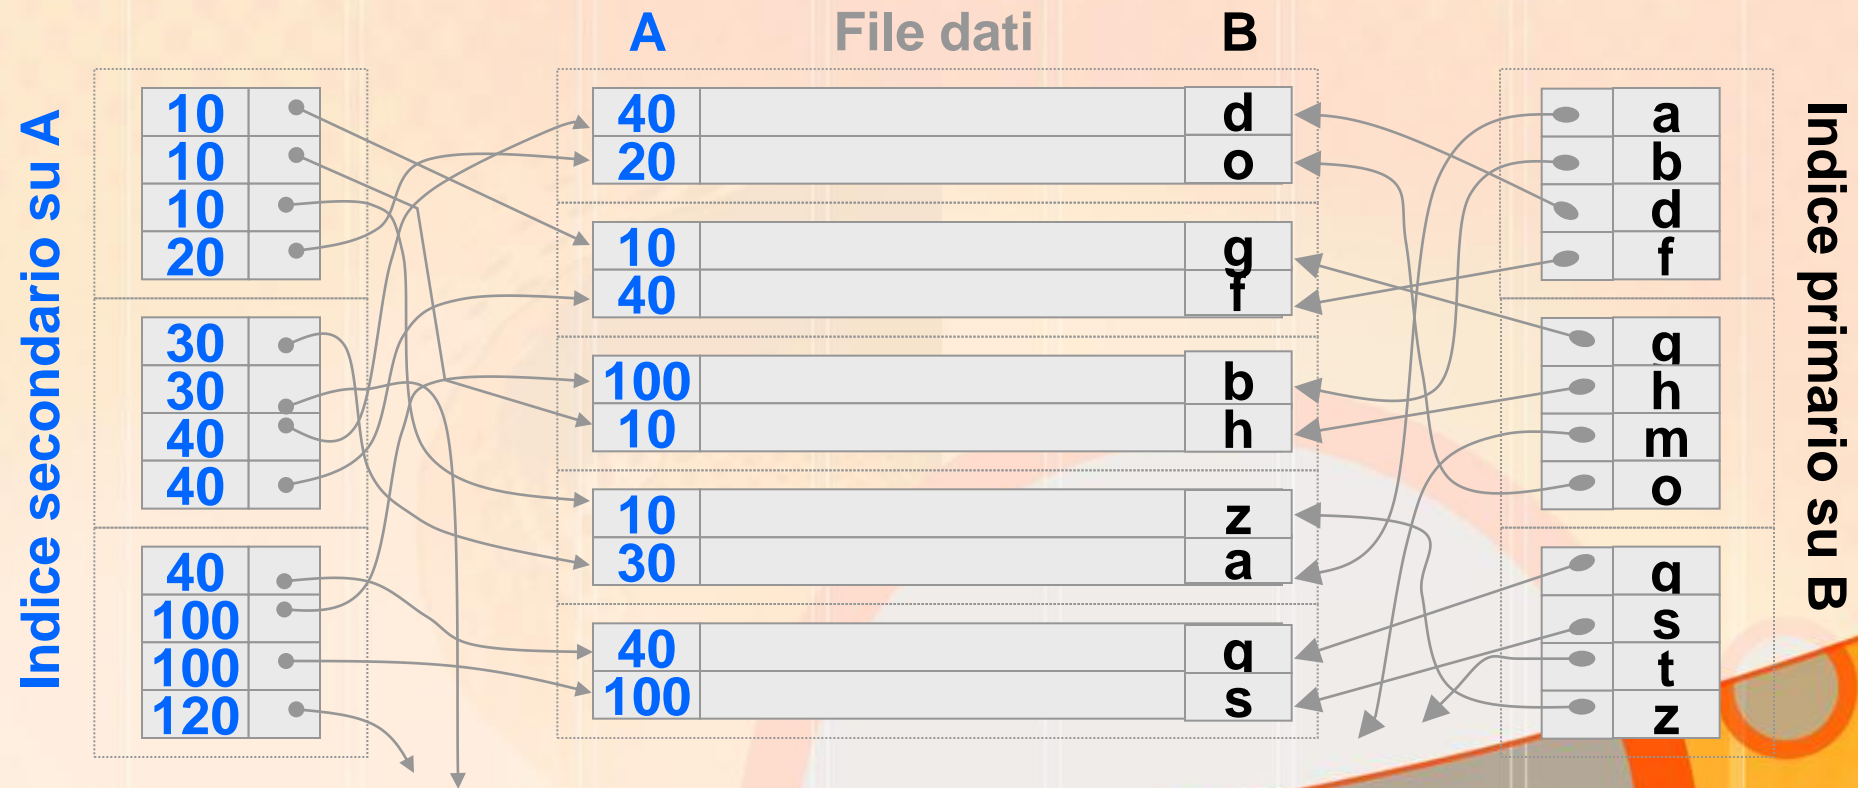 A File dati B
Indice secondario su A
10
10
10
20
30
30
40
40
40
100
100
120
40 d
20 o
10 g
40 f
100 b
10 h
10 z
30 a
40 q
100 s
a
b
d
f
g
h
m
o
q
s
t
z
Indice primario su B